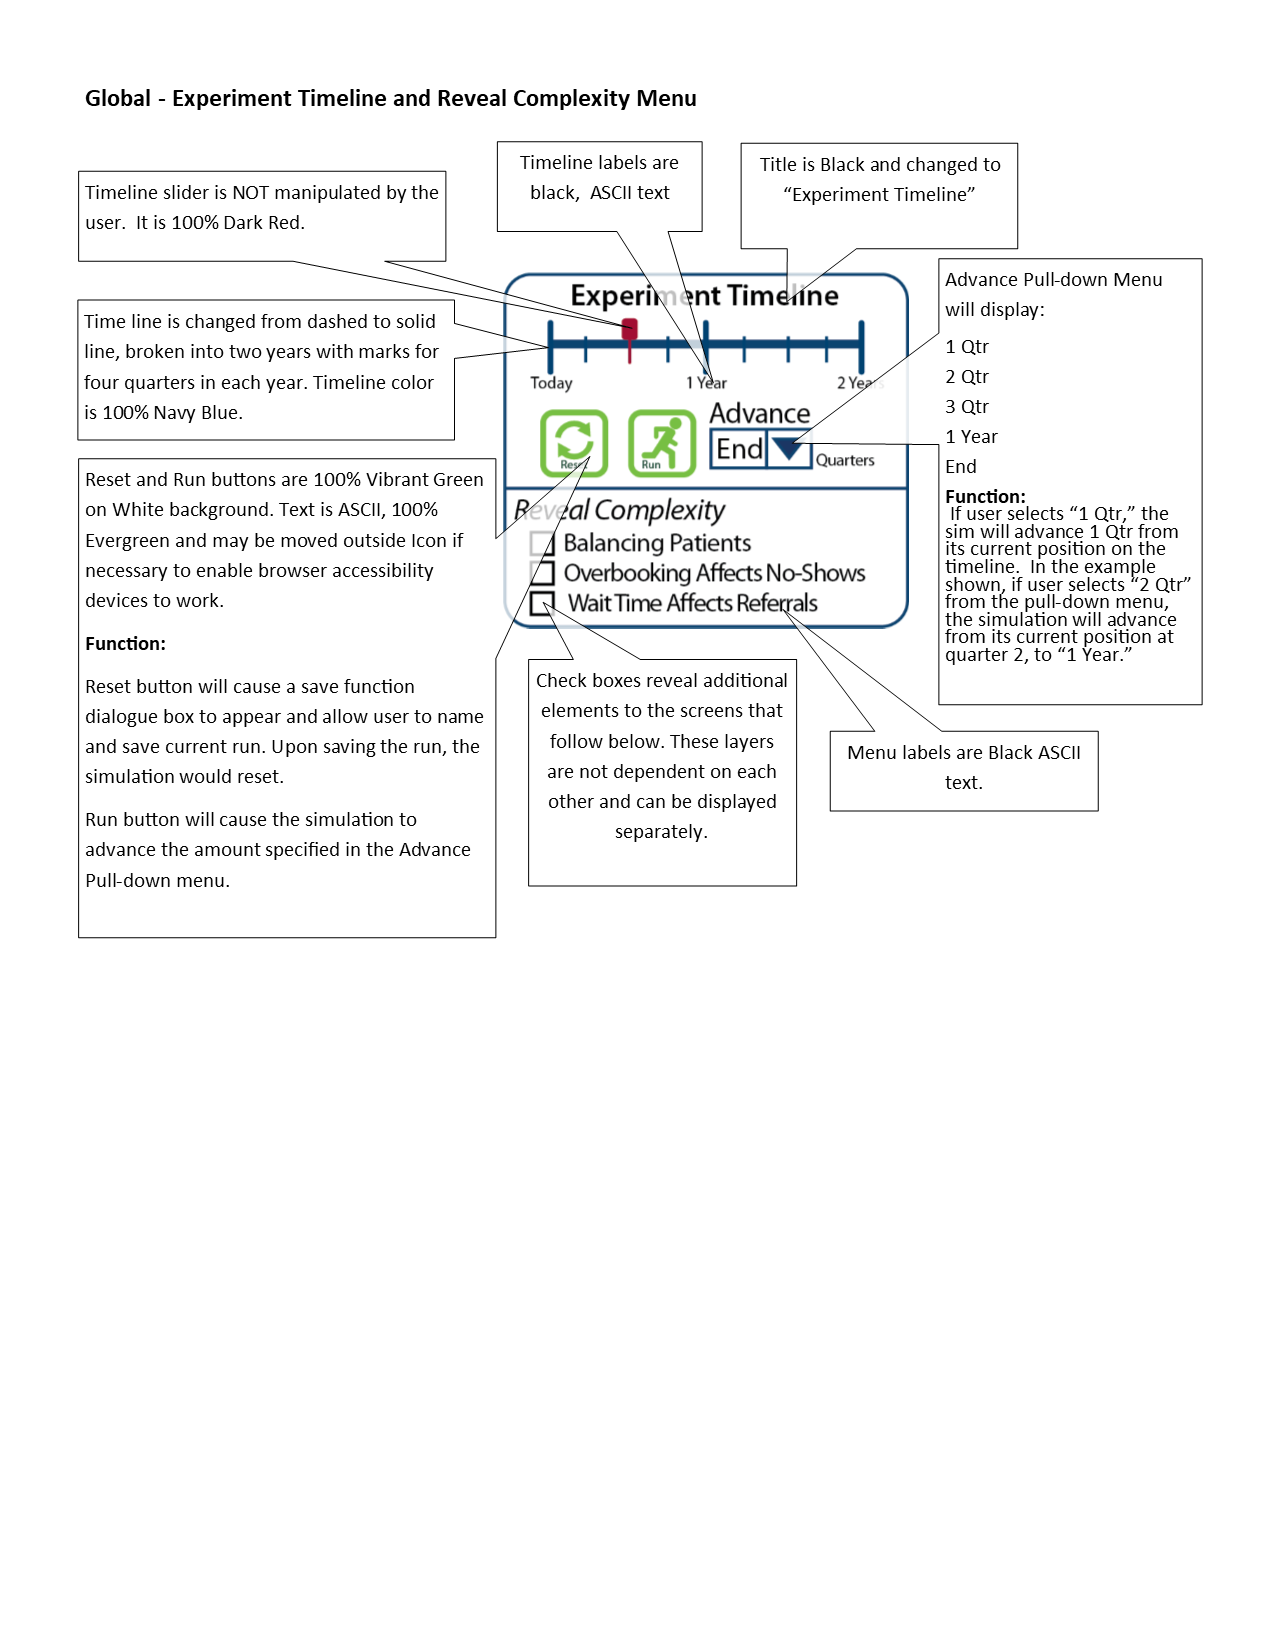 Global - Experiment Timeline and Reveal Complexity Menu
Timeline labels are
black,  ASCII text
Title is Black and changed to
“Experiment Timeline”
Timeline slider is NOT manipulated by the
user.  It is 100% Dark Red.
Time line is changed from dashed to solid
line, broken into two years with marks for
four quarters in each year. Timeline color
is 100% Navy Blue.
Experiment Timeline
Today
1 Year
2 Years
Reset
Run
Advance
End
Quarters
Reveal Complexity
Balancing Patients
Overbooking Affects No-Shows
Wait Time Affects Referrals
Advance Pull-down Menu
will display:
1 Qtr
2 Qtr
3 Qtr
1 Year
End
Function:
If user selects “1 Qtr,” the
sim will advance 1 Qtr from
its current position on the
timeline.  In the example
shown, if user selects “2 Qtr”
from the pull-down menu,
the simulation will advance
from its current position at
quarter 2, to “1 Year.”
Reset and Run buttons are 100% Vibrant Green
on White background. Text is ASCII, 100%
Evergreen and may be moved outside Icon if
necessary to enable browser accessibility
devices to work.
Function:
Reset button will cause a save function
dialogue box to appear and allow user to name
and save current run. Upon saving the run, the
simulation would reset.
Run button will cause the simulation to
advance the amount specified in the Advance
Pull-down menu.
Check boxes reveal additional
elements to the screens that
follow below. These layers
are not dependent on each
other and can be displayed
separately.
Menu labels are Black ASCII
text.